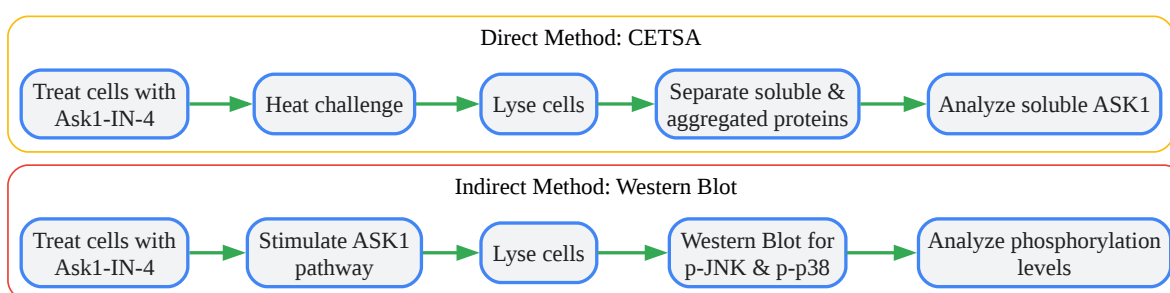 Direct Method: CETSA
Treat cells with
Ask1-IN-4
Heat challenge
Lyse cells
Separate soluble &
aggregated proteins
Analyze soluble ASK1
Indirect Method: Western Blot
Treat cells with
Ask1-IN-4
Stimulate ASK1
pathway
Lyse cells
Western Blot for
p-JNK & p-p38
Analyze phosphorylation
levels